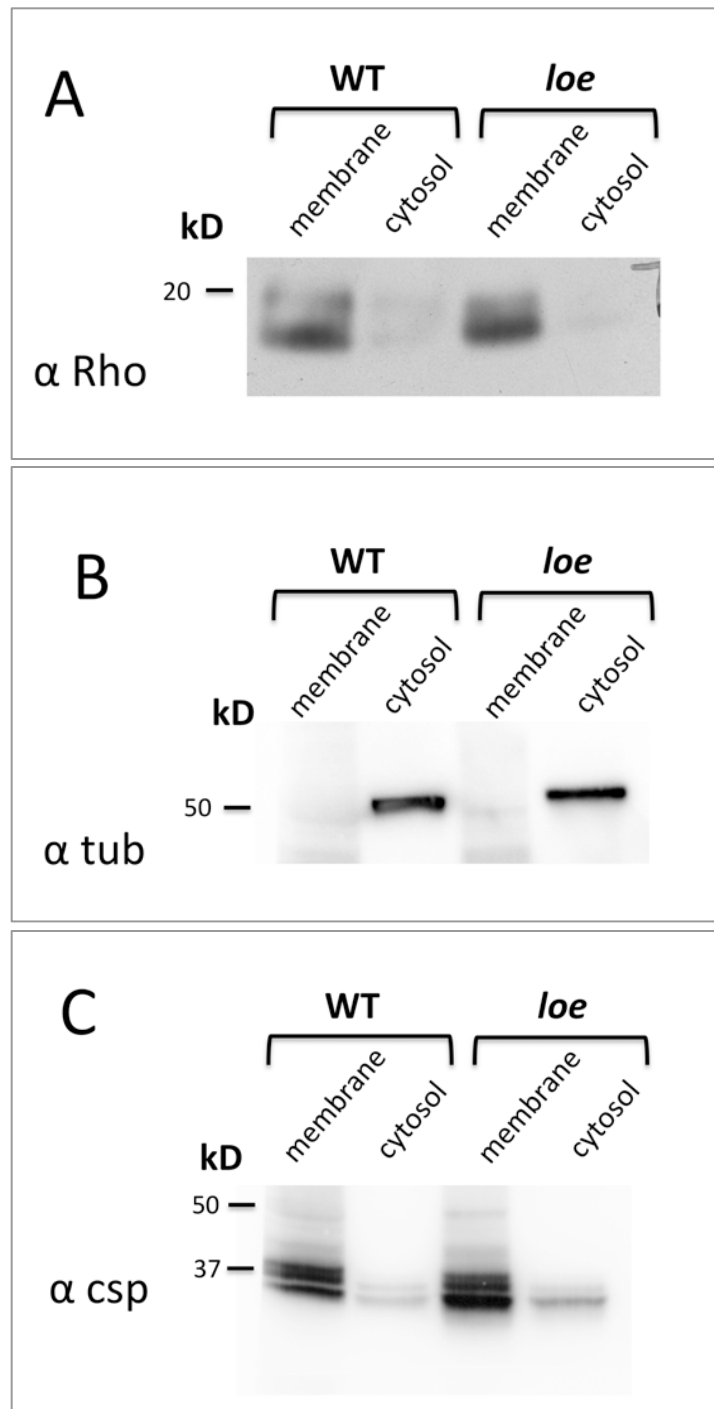 A
WT loe
membrane cytosol membrane cytosol
kD
20
α Rho
B
WT loe
membrane cytosol membrane cytosol
kD
50
α tub
C
WT loe
membrane cytosol membrane cytosol
kD
50
37
α csp